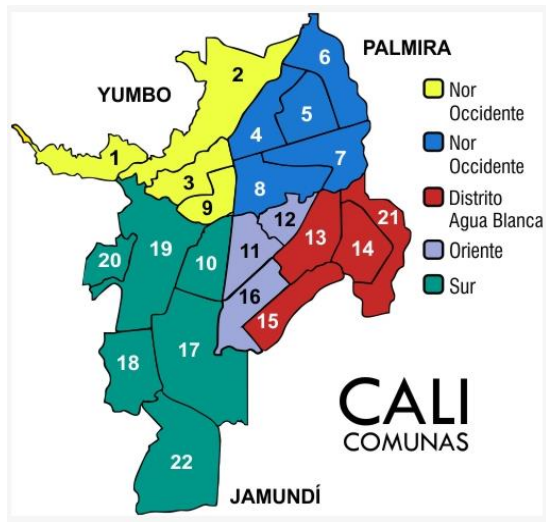 PALMIRA
YUMBO
6
2
5
4
7
1
3
8
9
12
21
19
13
11
14
20
10
16
15
17
18
22
Nor
Occidente
Nor
Occidente
Distrito
Agua Blanca
Oriente
Sur
CALI
COMUNAS
JAMUNDÍ